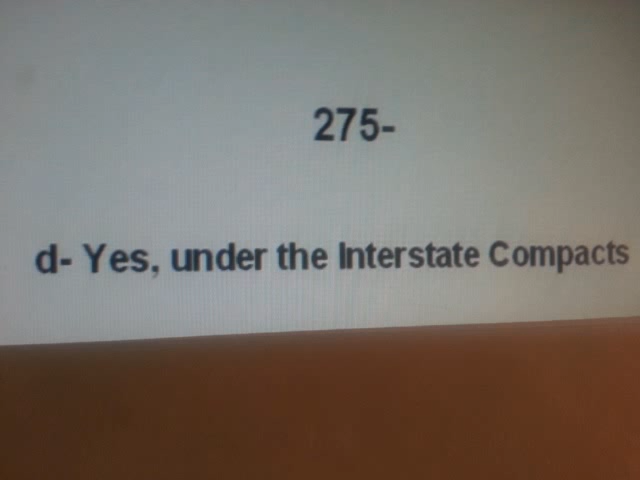 275-
d- Yes, under the Interstate Compacts